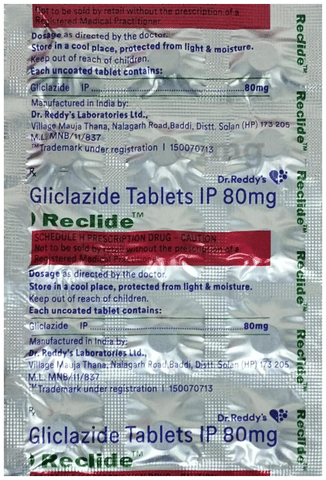 Not to be sold by retail without the prescription of a
Registered Medical Practitioner.
Dosage as directed by the doctor.
Store in a cool place, protected from light & moisture.
Keep out of reach of children.
Each uncoated tablet contains:
Gliclazide IP 80mg
Manufactured in India by:
Dr. Reddy's Laboratories Ltd.,
Village Mauja Thana, Nalagarh Road,Baddi, Distt. Solan (HP) 173 205
M.L. MNB/11/837
™Trademark under registration | 150070713
Rx
Dr.Reddy's
Gliclazide Tablets IP 80mg
Reclide™
SCHEDULE H PRESCRIPTION DRUG - CAUTION
Not to be sold by retail without the prescription of a
Registered Medical Practitioner.
Dosage as directed by the doctor.
Store in a cool place, protected from light & moisture.
Keep out of reach of children.
Each uncoated tablet contains:
Gliclazide IP 80mg
Manufactured in India by:
Dr. Reddy's Laboratories Ltd.,
Village Mauja Thana, Nalagarh Road,Baddi, Distt. Solan (HP) 173 205
M.L. MNB/11/837
™Trademark under registration | 150070713
Rx
Dr.Reddy's
Gliclazide Tablets IP 80mg
Reclide™
Reclide™
Reclide™
Reclide™
Reclide™
Reclide™